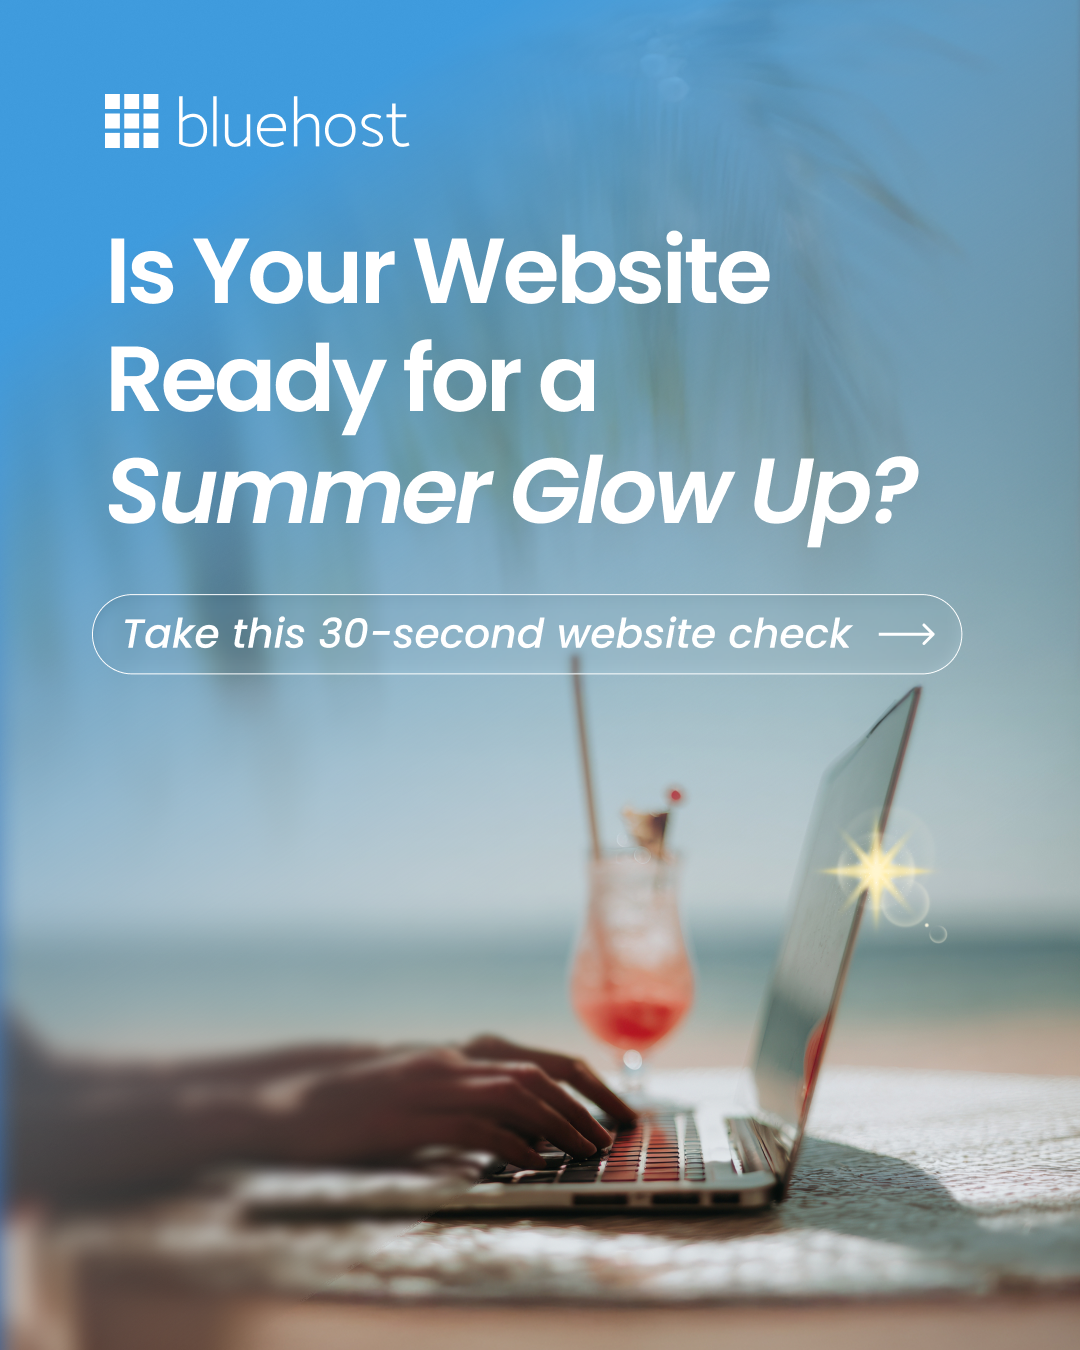 bluehost
Is Your Website
Ready for a
Summer Glow Up?
Take this 30-second website check